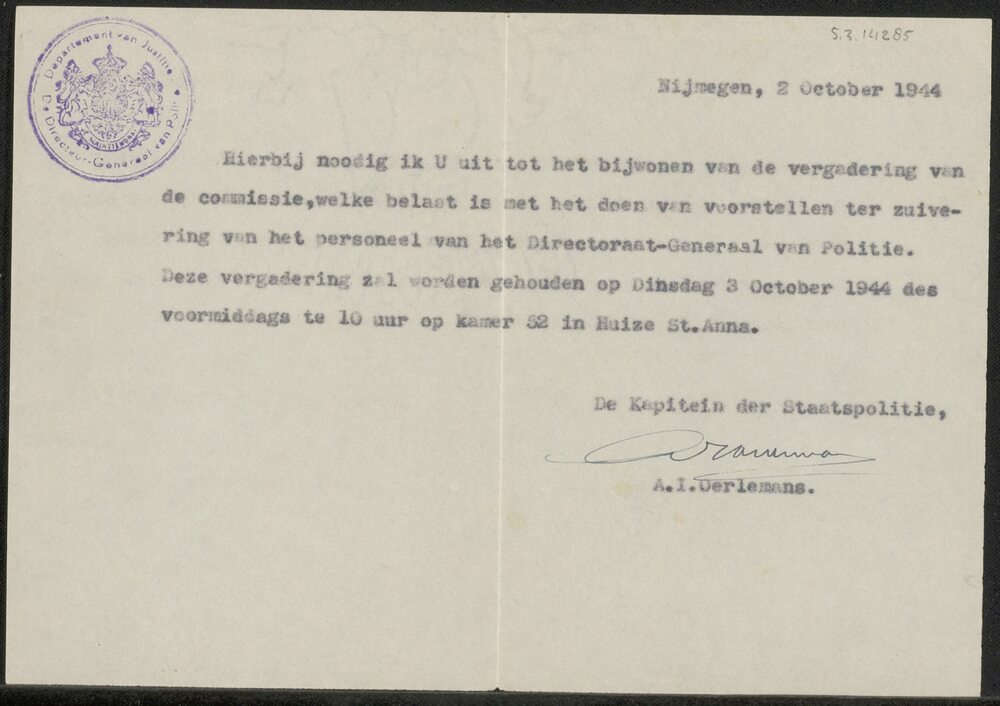 S.3.14285
Departement van Justitie
De Directeur-Generaal van Politie
JE MAINTIENDRAI
Nijmegen, 2 October 1944
Hierbij noodig ik U uit tot het bijwonen van de vergadering van
de commissie,welke belast is met het doen van voorstellen ter zuive-
ring van het personeel van het Directoraat-Generaal van Politie.
Deze vergadering zal worden gehouden op Dinsdag 3 October 1944 des
voormiddags te 10 uur op kamer 52 in Huize St.Anna.
De Kapitein der Staatspolitie,
A.I.Oerlemans.